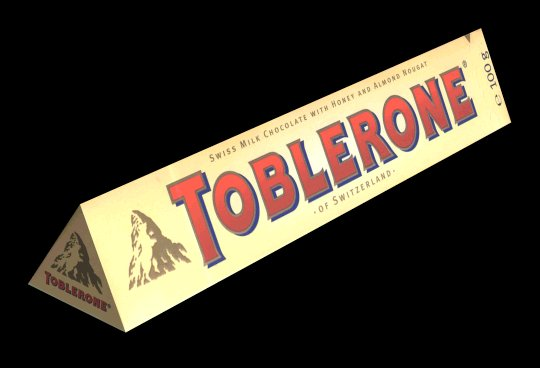 SWISS MILK CHOCOLATE WITH HONEY AND ALMOND NOUGAT
TOBLERONE®
·OF SWITZERLAND·
℮ 100g
TOBLERONE®